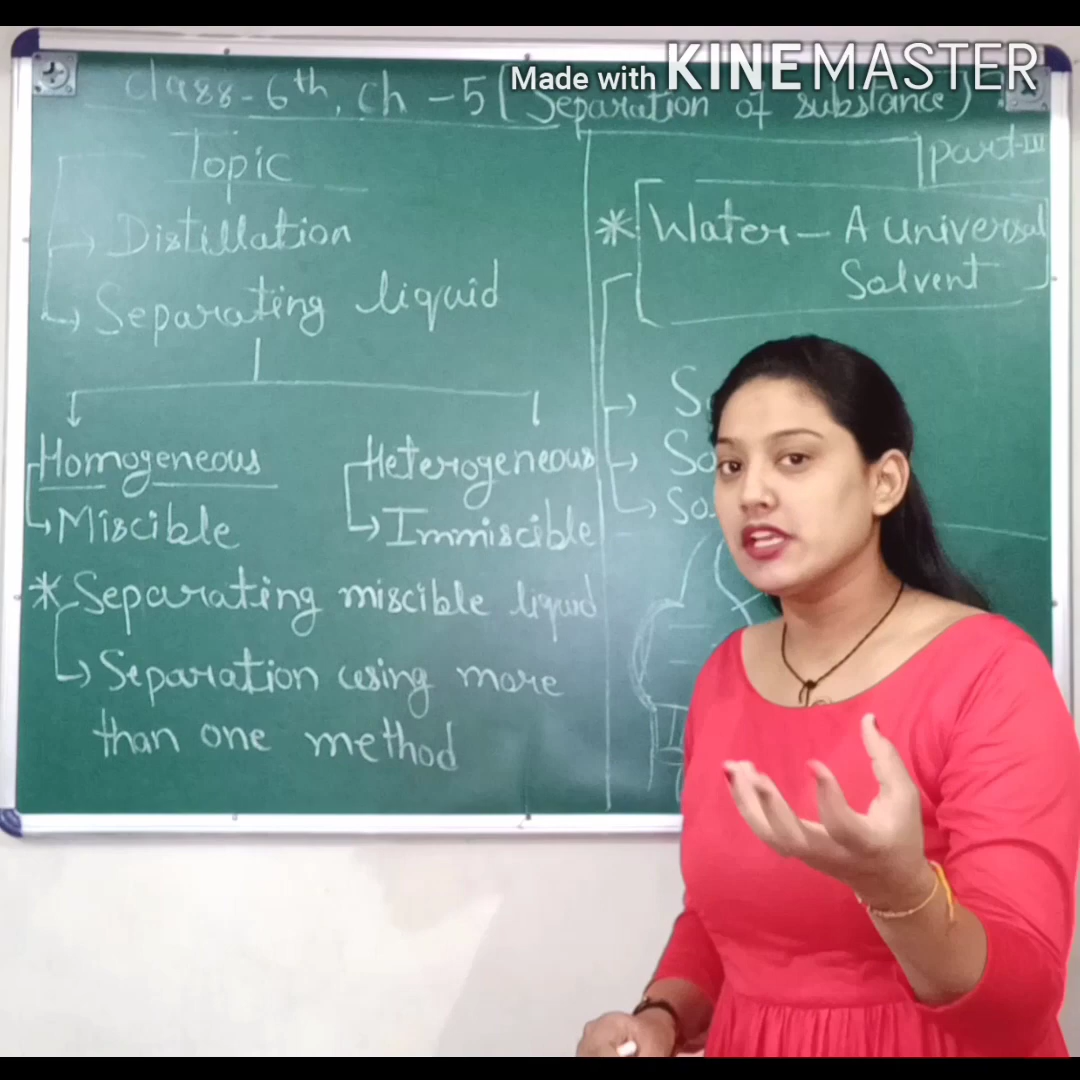 Made with KINEMASTER
Class-6th, Ch-5 (Separation of substance)
part-III
Topic
→ Distillation
→ Separating liquid
Homogeneous
→ Miscible
Heterogeneous
→ Immiscible
* Separating miscible liquid
→ Separation using more
than one method
* Water - A universal
Solvent